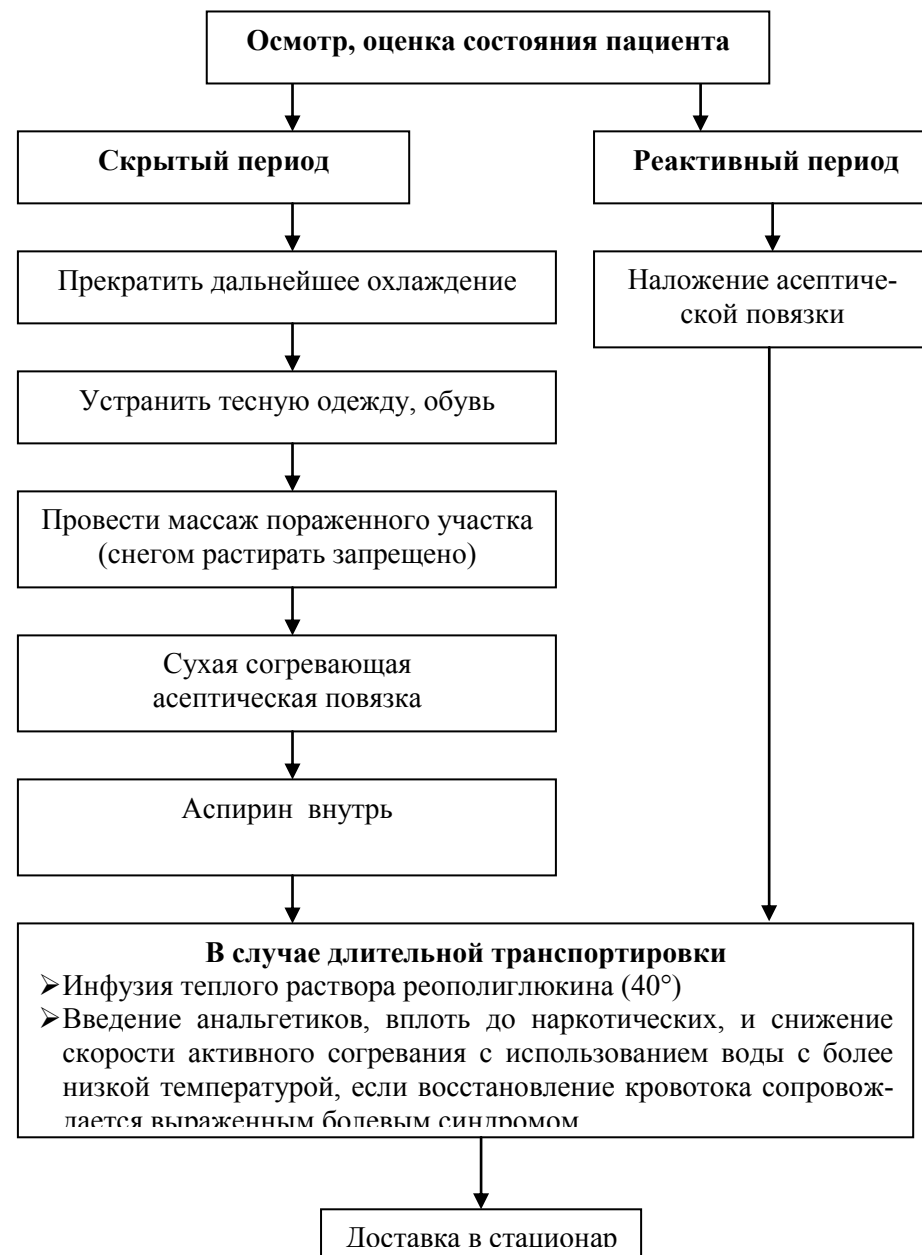 Осмотр, оценка состояния пациента
Скрытый период
Реактивный период
Прекратить дальнейшее охлаждение
Наложение асептиче-
ской повязки
Устранить тесную одежду, обувь
Провести массаж пораженного участка
(снегом растирать запрещено)
Сухая согревающая
асептическая повязка
Аспирин внутрь
В случае длительной транспортировки
➢Инфузия теплого раствора реополиглюкина (40°)
➢Введение анальгетиков, вплоть до наркотических, и снижение
скорости активного согревания с использованием воды с более
низкой температурой, если восстановление кровотока сопровож-
дается выраженным болевым синдромом
Доставка в стационар